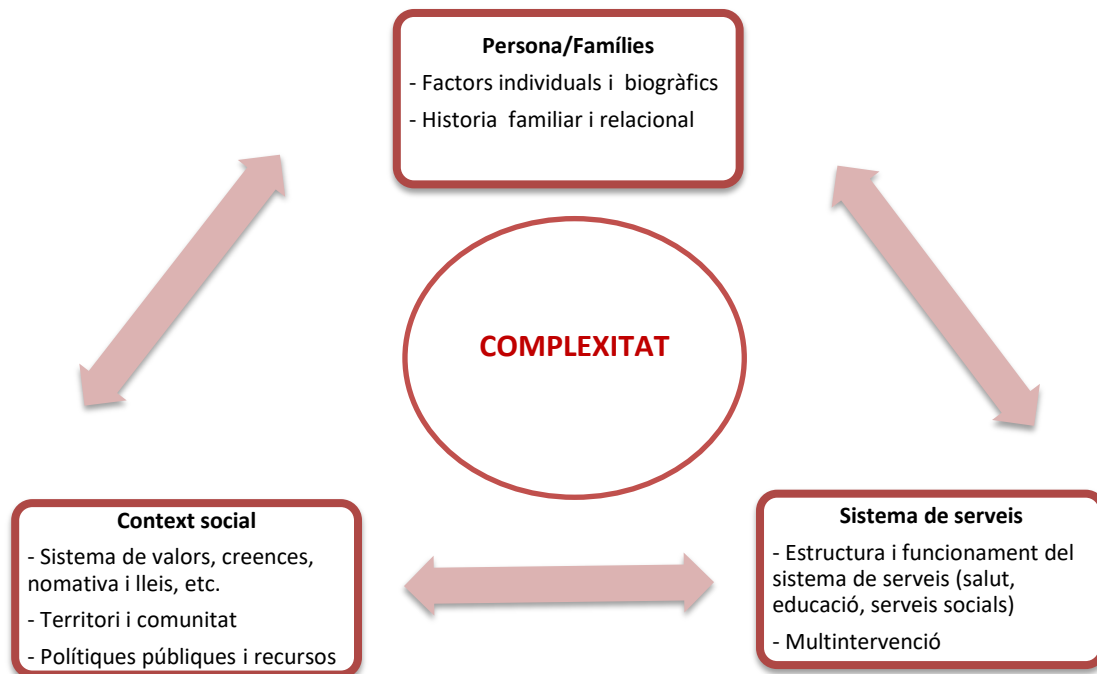 Persona/Famílies
- Factors individuals i  biogràfics
- Historia  familiar i relacional
COMPLEXITAT
Context social
- Sistema de valors, creences,
nomativa i lleis, etc.
- Territori i comunitat
- Polítiques públiques i recursos
Sistema de serveis
- Estructura i funcionament del
sistema de serveis (salut,
educació, serveis socials)
- Multintervenció